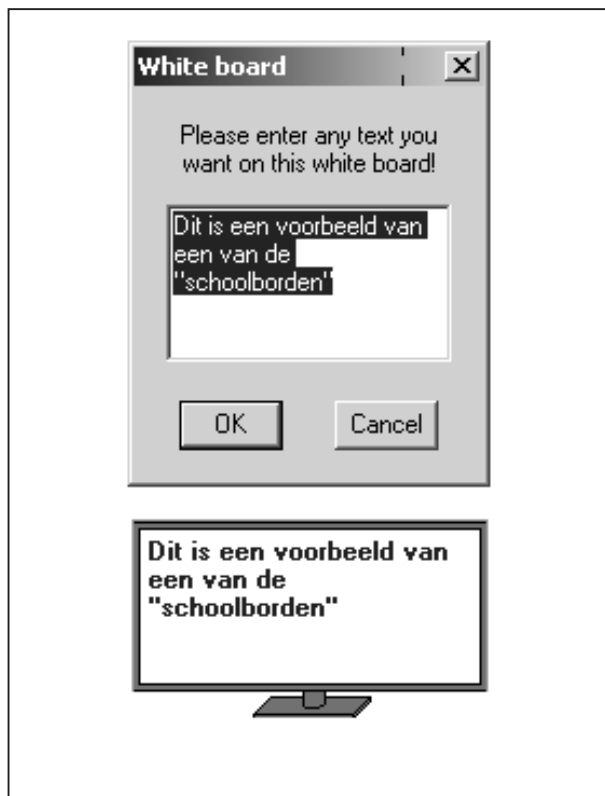 White board
Please enter any text you
want on this white board!
Dit is een voorbeeld van
een van de
"schoolborden"
OK
Cancel
Dit is een voorbeeld van
een van de
"schoolborden"